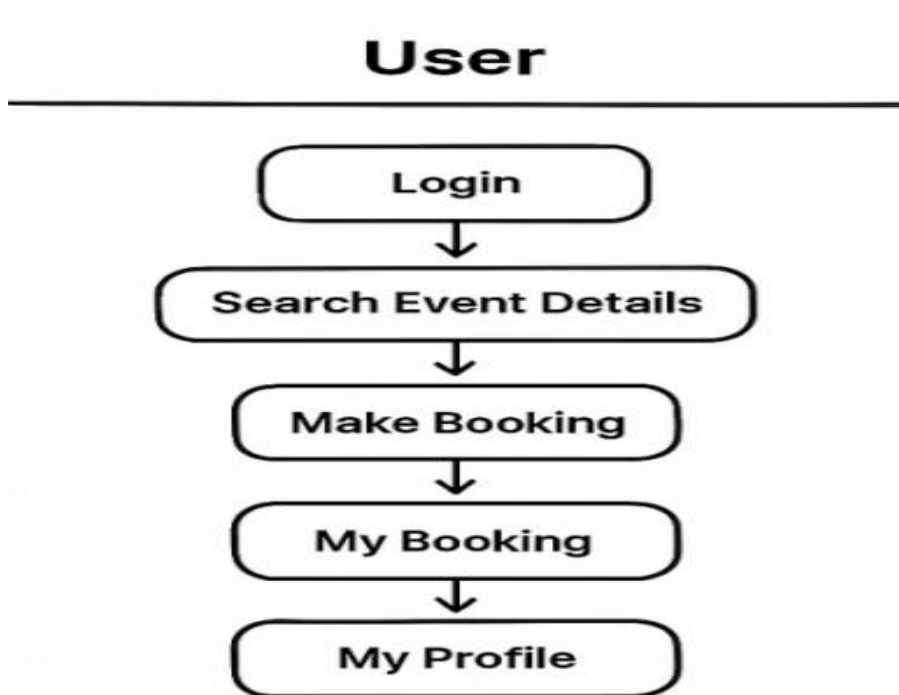 User
Login
Search Event Details
Make Booking
My Booking
My Profile